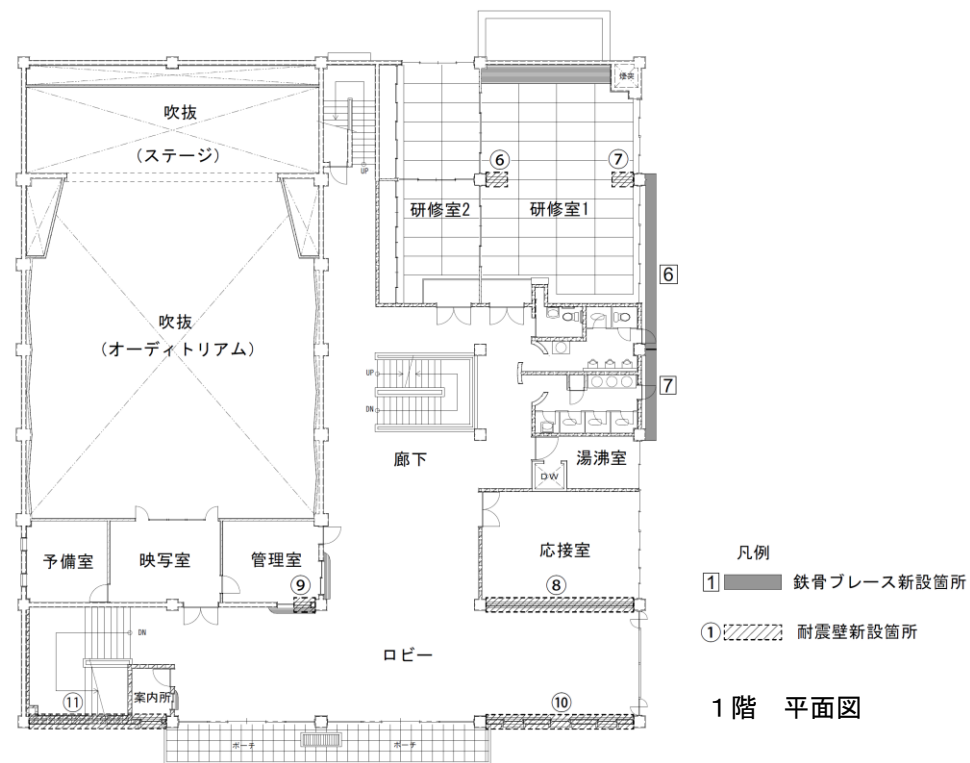 煙突
吹抜
(ステージ)
UP
⑥
⑦
研修室2
研修室1
6
吹抜
(オーディトリアム)
UP
7
DN
廊下
湯沸室
DW
予備室
映写室
管理室
応接室
⑨
⑧
凡例
1 鉄骨ブレース新設箇所
① 耐震壁新設箇所
DN
ロビー
案内所
⑪
⑩
1階 平面図
ポーチ
ポーチ